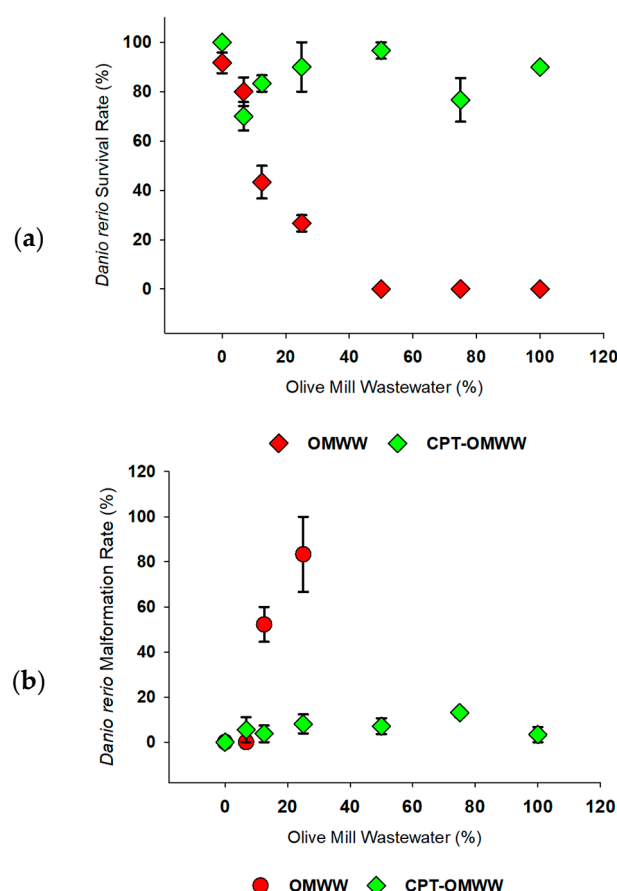 (a)
Danio rerio Survival Rate (%)
100
80
60
40
20
0
0 20 40 60 80 100 120
Olive Mill Wastewater (%)
OMWW CPT-OMWW
(b)
Danio rerio Malformation Rate (%)
120
100
80
60
40
20
0
0 20 40 60 80 100 120
Olive Mill Wastewater (%)
OMWW CPT-OMWW